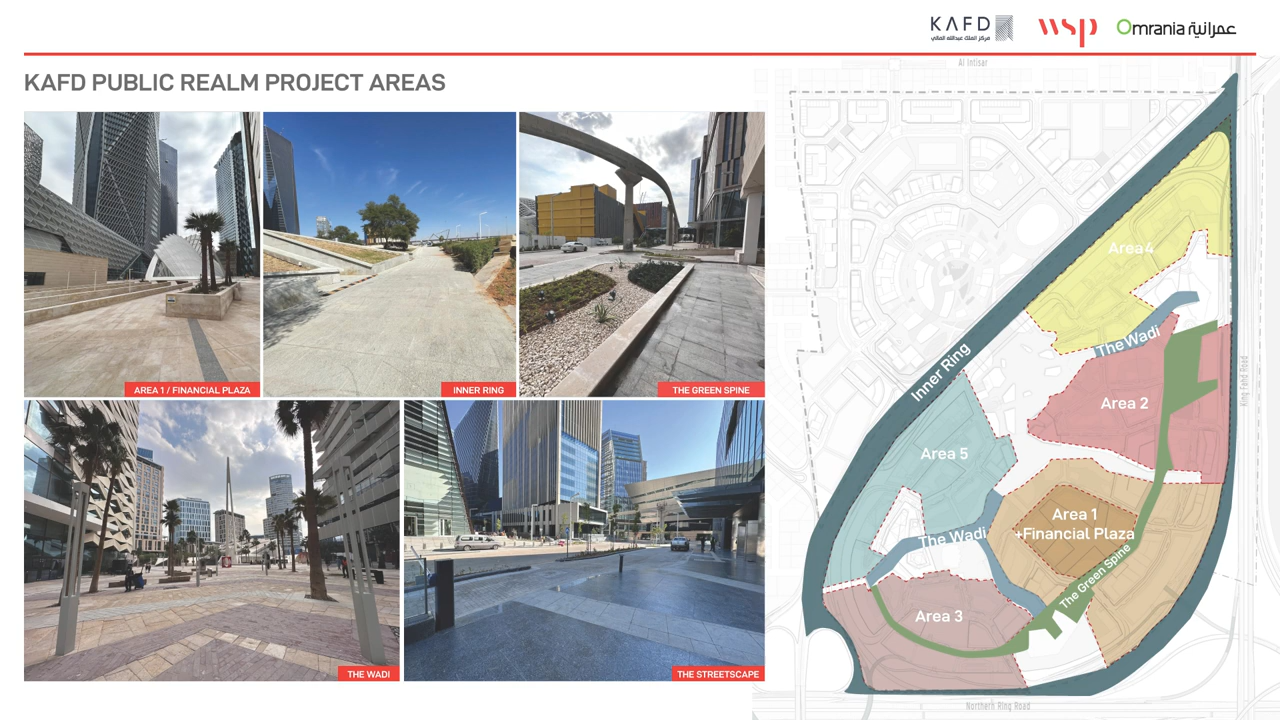 KAFD
مركز الملك عبدالله المالي
wsp
Omrania عمرانية
KAFD PUBLIC REALM PROJECT AREAS
AREA 1 / FINANCIAL PLAZA
INNER RING
THE GREEN SPINE
THE WADI
THE STREETSCAPE
Al Intisar
Area 4
The Wadi
Inner Ring
King Fahd Road
Area 2
Area 5
Area 1
+Financial Plaza
The Wadi
The Green Spine
Area 3
Northern Ring Road